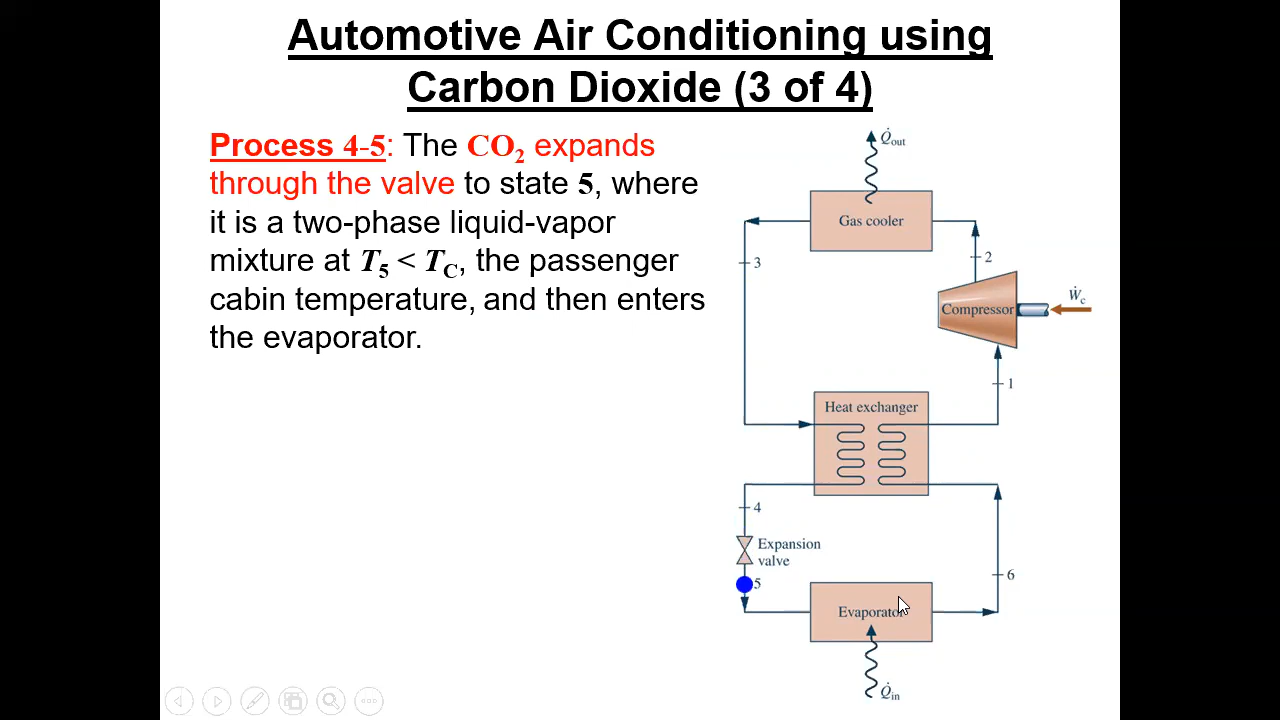 Automotive Air Conditioning using
Carbon Dioxide (3 of 4)
Process 4-5: The CO₂ expands
through the valve to state 5, where
it is a two-phase liquid-vapor
mixture at T₅ < T_C, the passenger
cabin temperature, and then enters
the evaporator.
Q̇out
Gas cooler
3
2
Compressor
Ẇc
1
Heat exchanger
4
Expansion
valve
5
6
Evaporator
Q̇in